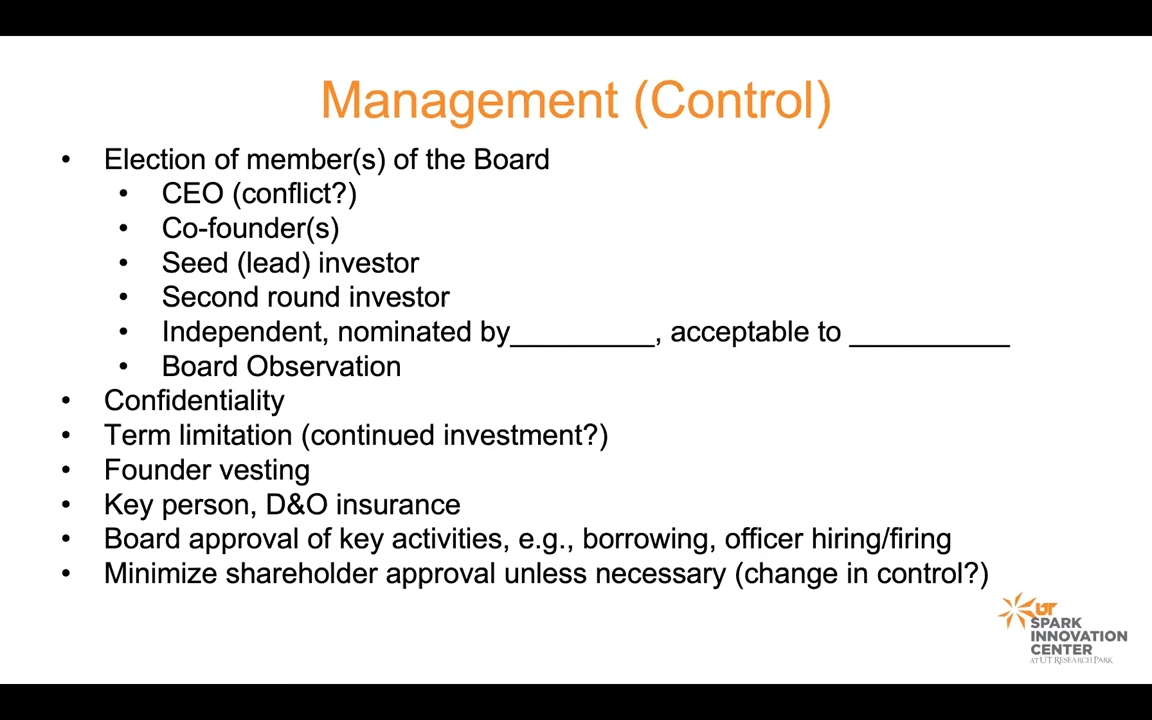 Management (Control)
• Election of member(s) of the Board
• CEO (conflict?)
• Co-founder(s)
• Seed (lead) investor
• Second round investor
• Independent, nominated by_________, acceptable to __________
• Board Observation
• Confidentiality
• Term limitation (continued investment?)
• Founder vesting
• Key person, D&O insurance
• Board approval of key activities, e.g., borrowing, officer hiring/firing
• Minimize shareholder approval unless necessary (change in control?)
UT
SPARK
INNOVATION
CENTER
AT UT RESEARCH PARK